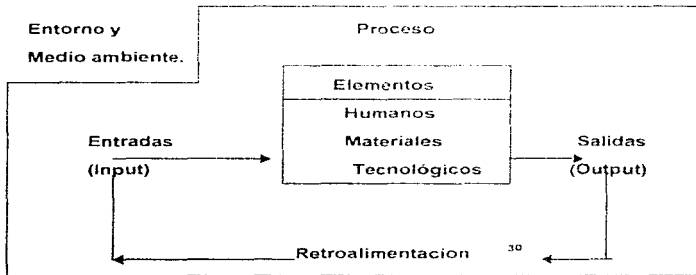 Entorno y
Medio ambiente.
Proceso
Elementos
Humanos
Entradas
Materiales
Salidas
(Input)
Tecnológicos
(Output)
Retroalimentacion 30